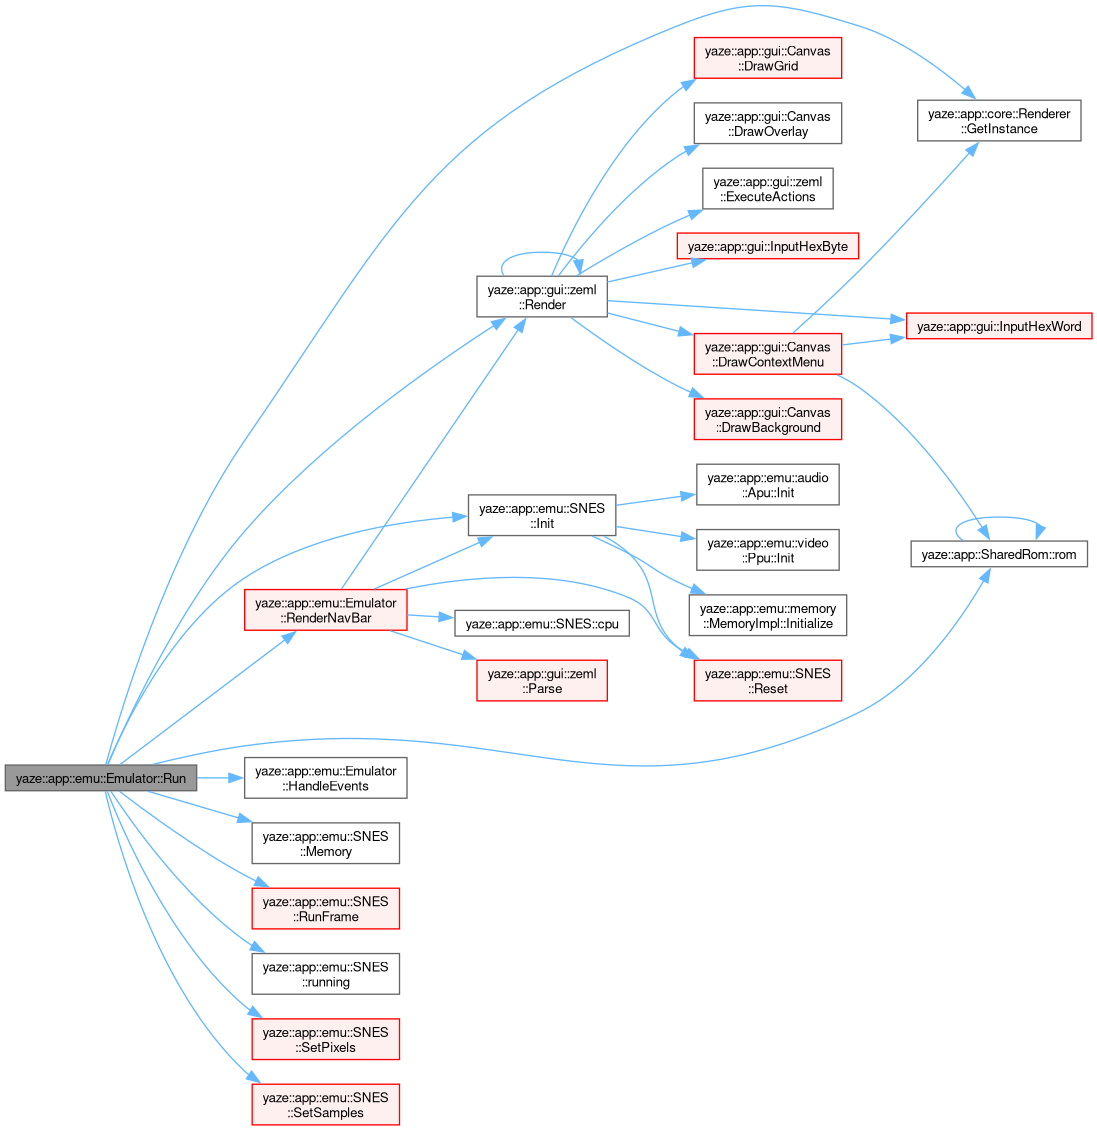 yaze::app::gui::Canvas
::DrawGrid
yaze::app::core::Renderer
::GetInstance
yaze::app::gui::Canvas
::DrawOverlay
yaze::app::gui::zeml
::ExecuteActions
yaze::app::gui::InputHexByte
yaze::app::gui::zeml
::Render
yaze::app::gui::InputHexWord
yaze::app::gui::Canvas
::DrawContextMenu
yaze::app::gui::Canvas
::DrawBackground
yaze::app::emu::audio
::Apu::Init
yaze::app::emu::SNES
::Init
yaze::app::emu::video
::Ppu::Init
yaze::app::SharedRom::rom
yaze::app::emu::Emulator
::RenderNavBar
yaze::app::emu::SNES::cpu
yaze::app::emu::memory
::MemoryImpl::Initialize
yaze::app::gui::zeml
::Parse
yaze::app::emu::SNES
::Reset
yaze::app::emu::Emulator::Run
yaze::app::emu::Emulator
::HandleEvents
yaze::app::emu::SNES
::Memory
yaze::app::emu::SNES
::RunFrame
yaze::app::emu::SNES
::running
yaze::app::emu::SNES
::SetPixels
yaze::app::emu::SNES
::SetSamples